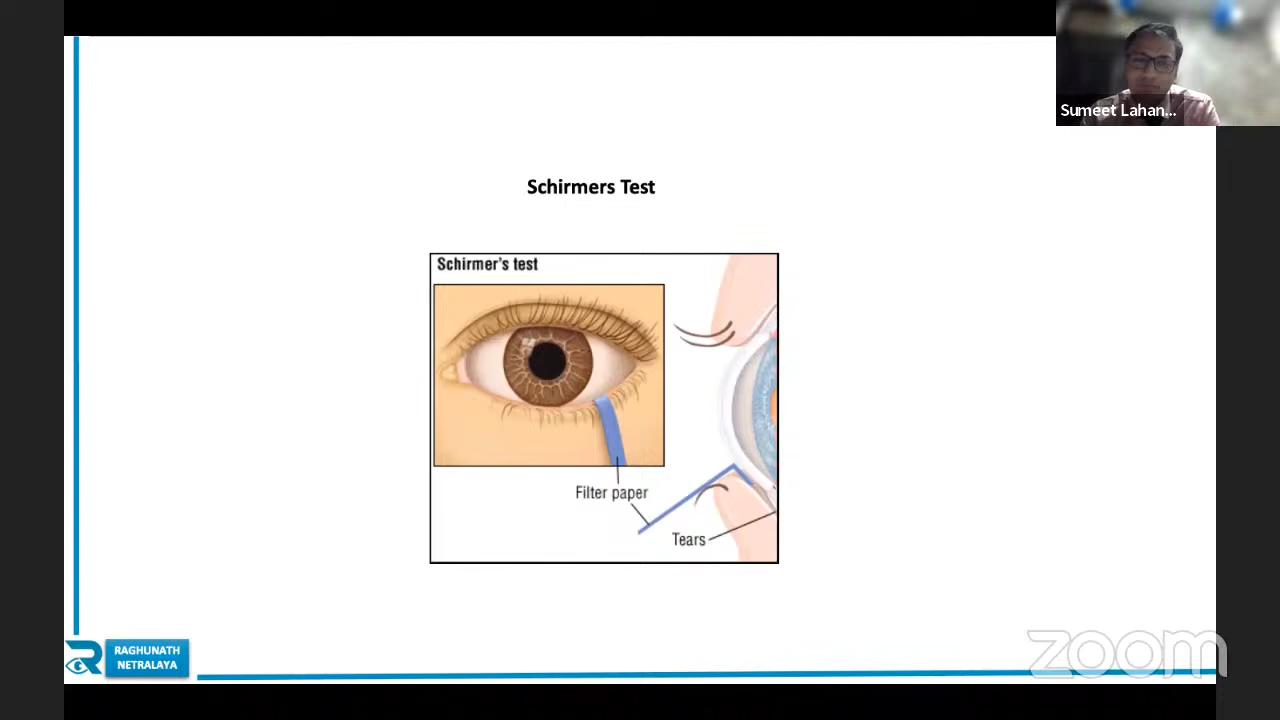 Sumeet Lahan...
Schirmers Test
Schirmer's test
Filter paper
Tears
RAGHUNATH
NETRALAYA
zoom